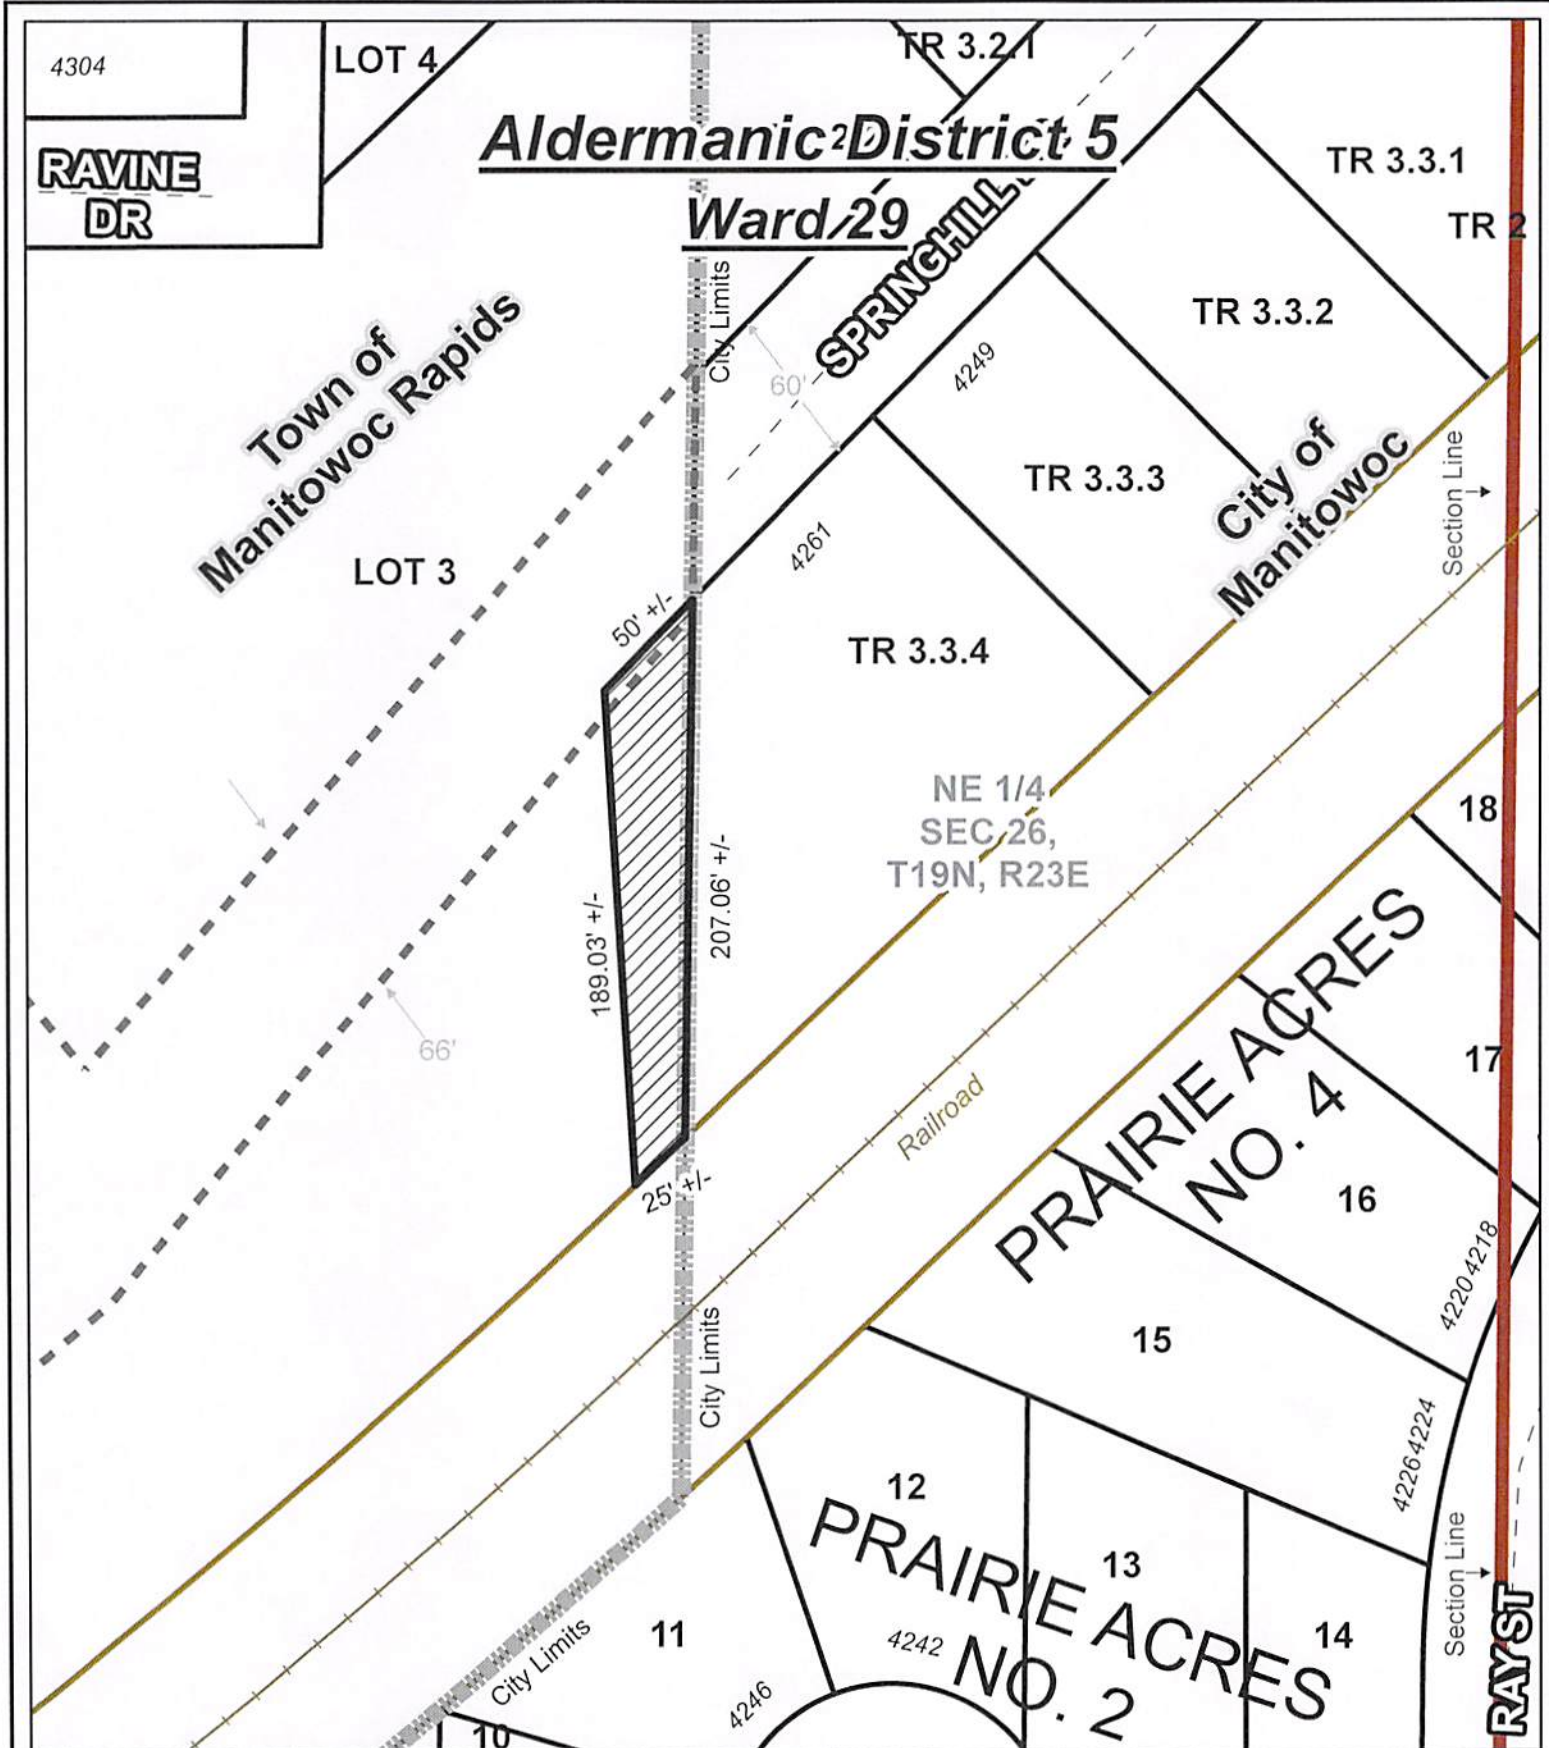 4304
LOT 4
TR 3.2.1
Aldermanic District 5
Ward 29
RAVINE
DR
TR 3.3.1
TR 2
SPRINGHILL
City Limits
TR 3.3.2
60'
4249
Town of
Manitowoc Rapids
City of
Manitowoc
Section Line
TR 3.3.3
4261
LOT 3
50' +/-
TR 3.3.4
NE 1/4
SEC 26,
T19N, R23E
18
207.06' +/-
189.03' +/-
66'
17
PRAIRIE ACRES
NO. 4
Railroad
16
25' +/-
4218
4220
15
City Limits
4224
4226
12
PRAIRIE ACRES
NO. 2
13
14
Section Line
RAY ST
11
4242
City Limits
4246
10